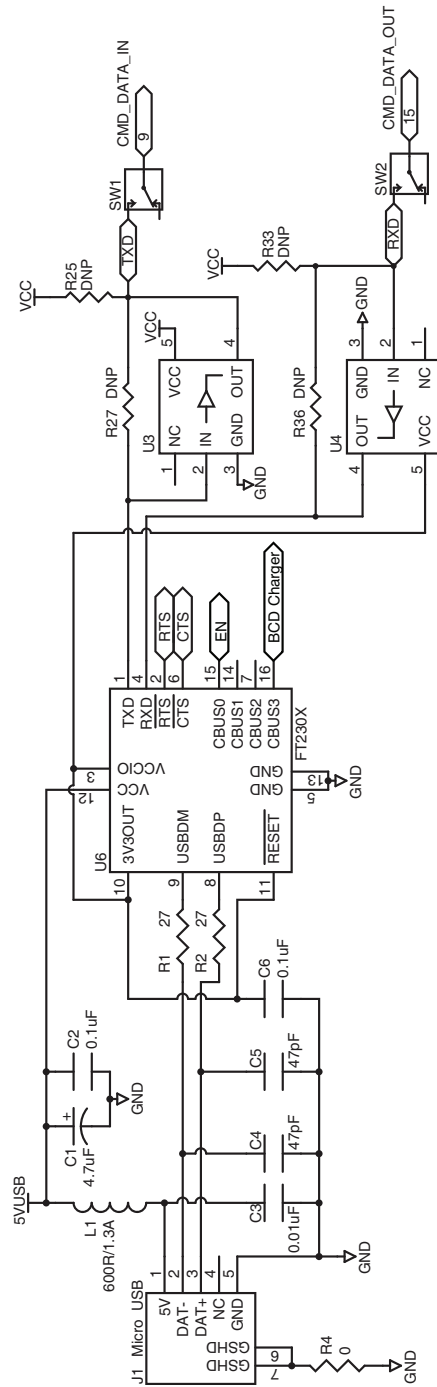 5VUSB
C1
4.7uF
+
C2
0.1uF
GND
L1
600R/1.3A
J1 Micro USB
5V
1
DAT-
2
DAT+
3
NC
4
GND
5
GSHD
6
GSHD
7
R4
0
GND
C3
0.01uF
C4
47pF
C5
47pF
C6
0.1uF
GND
R1
27
R2
27
U6
3V3OUT
10
USBDM
9
USBDP
8
RESET
11
VCC
12
VCCIO
3
TXD
1
RXD
4
RTS
2
CTS
6
CBUS0
15
CBUS1
14
CBUS2
7
CBUS3
16
GND
5
GND
13
GND
FT230X
RTS
CTS
EN
BCD Charger
R27 DNP
U3
NC
1
IN
2
GND
3
GND
VCC
5
VCC
OUT
4
VCC
R25
DNP
TXD
SW1
9
CMD_DATA_IN
R36 DNP
U4
OUT
4
VCC
5
GND
3
GND
IN
2
NC
1
VCC
R33
DNP
RXD
SW2
15
CMD_DATA_OUT